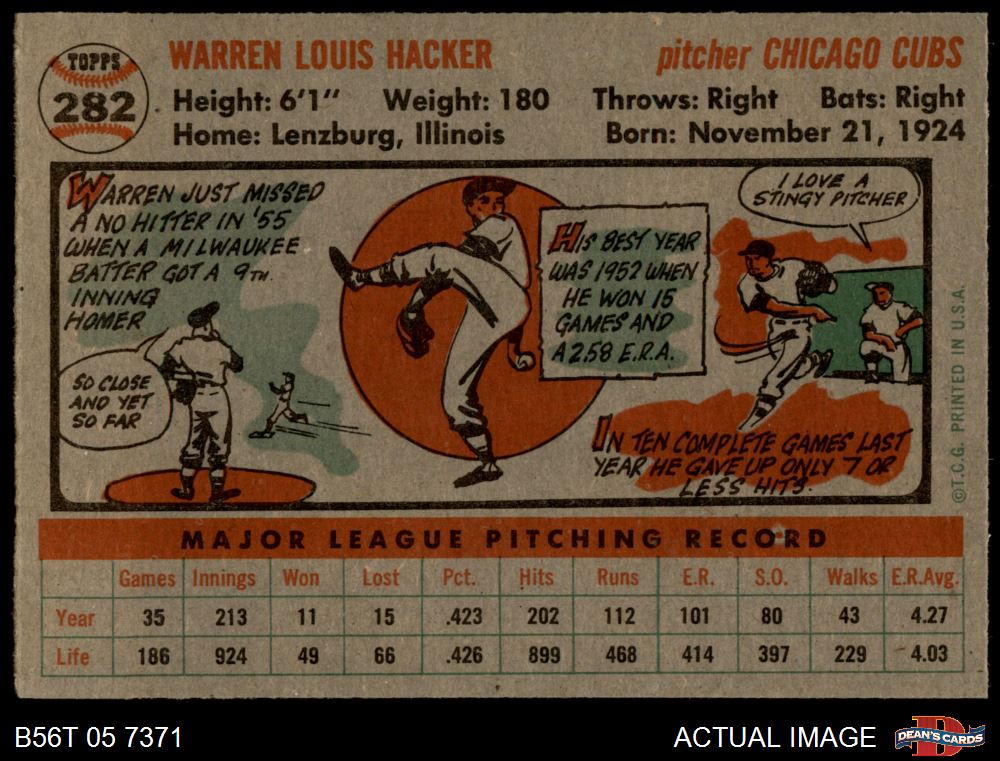 TOPPS
282
WARREN LOUIS HACKER
pitcher CHICAGO CUBS
Height: 6'1" Weight: 180 Throws: Right Bats: Right
Home: Lenzburg, Illinois Born: November 21, 1924
WARREN JUST MISSED
A NO HITTER IN '55
WHEN A MILWAUKEE
BATTER GOT A 9TH.
INNING
HOMER
SO CLOSE
AND YET
SO FAR
HIS BEST YEAR
WAS 1952 WHEN
HE WON 15
GAMES AND
A 2.58 E.R.A.
I LOVE A
STINGY PITCHER
IN TEN COMPLETE GAMES LAST
YEAR HE GAVE UP ONLY 7 OR
LESS HITS.
©T.C.G. PRINTED IN U.S.A.
MAJOR LEAGUE PITCHING RECORD
Games Innings Won Lost Pct. Hits Runs E.R. S.O. Walks E.R.Avg.
Year 35 213 11 15 .423 202 112 101 80 43 4.27
Life 186 924 49 66 .426 899 468 414 397 229 4.03
B56T 05 7371
ACTUAL IMAGE
D
DEAN'S CARDS